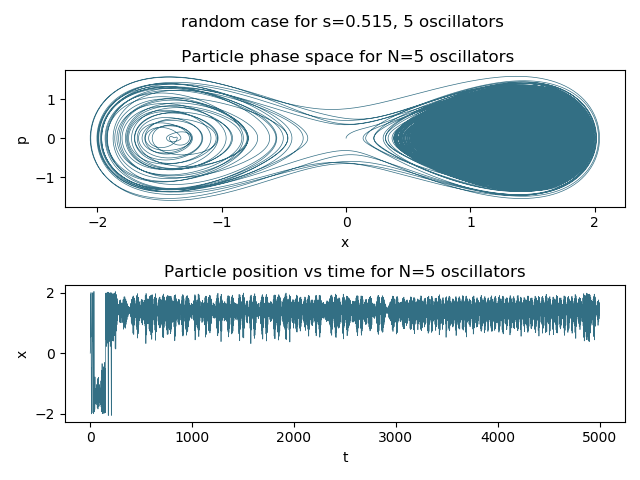 random case for s=0.515, 5 oscillators
Particle phase space for N=5 oscillators
1
0
−1
p
−2
−1
0
1
2
x
Particle position vs time for N=5 oscillators
2
0
−2
x
0
1000
2000
3000
4000
5000
t